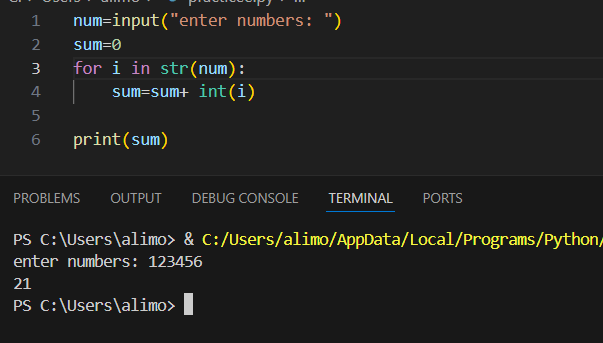 practicec.py > ...
1 num=input("enter numbers: ")
2 sum=0
3 for i in str(num):
4     sum=sum+ int(i)
5
6 print(sum)
PROBLEMS OUTPUT DEBUG CONSOLE TERMINAL PORTS
PS C:\Users\alimo> & C:/Users/alimo/AppData/Local/Programs/Python/
enter numbers: 123456
21
PS C:\Users\alimo>